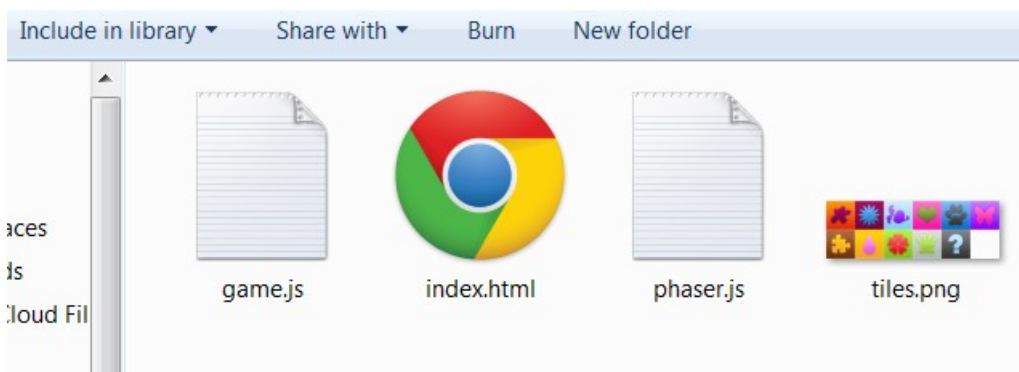 Include in library Share with Burn New folder
aces
ds
Cloud Fil
game.js index.html phaser.js tiles.png
?